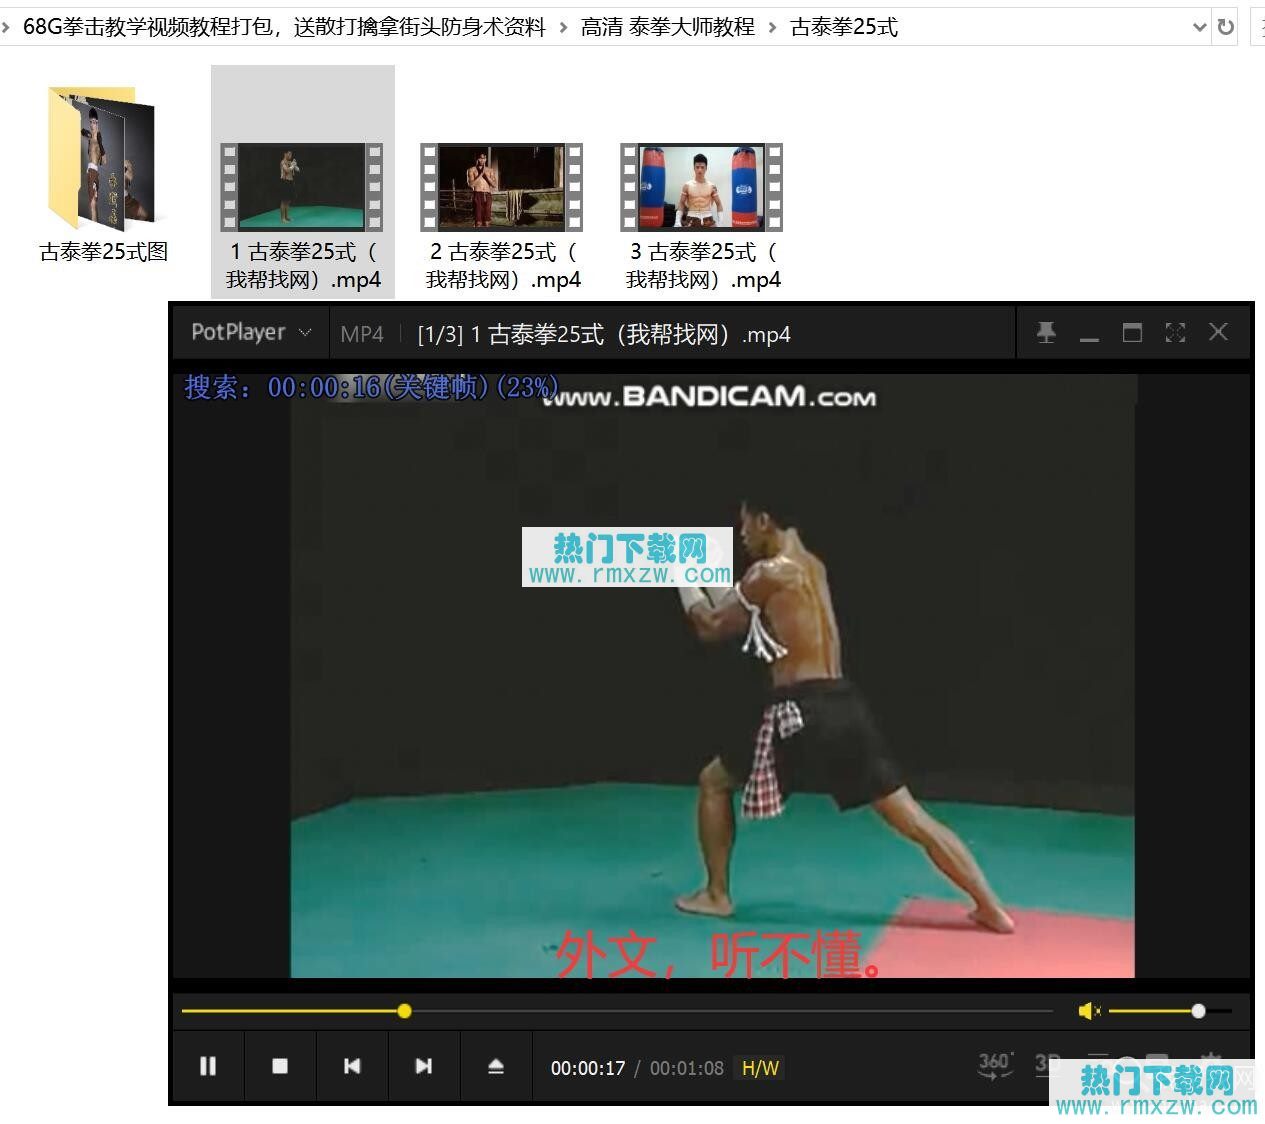 68G拳击教学视频教程打包，送散打擒拿街头防身术资料 > 高清 泰拳大师教程 > 古泰拳25式
古泰拳25式图
1 古泰拳25式（
我帮找网）.mp4
2 古泰拳25式（
我帮找网）.mp4
3 古泰拳25式（
我帮找网）.mp4
PotPlayer MP4 [1/3] 1 古泰拳25式（我帮找网）.mp4
搜索：00:00:16(关键帧)(23%)
www.BANDICAM.com
热门下载网
www.rmxzw.com
外文，听不懂。
00:00:17 / 00:01:08 H/W
360° 3D
热门下载网
www.rmxzw.com